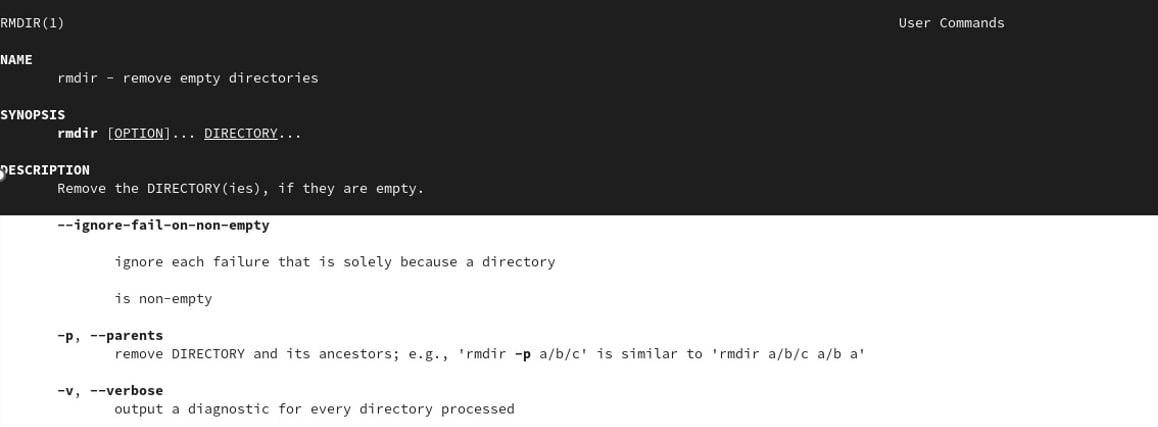 RMDIR(1) User Commands
NAME
rmdir - remove empty directories
SYNOPSIS
rmdir [OPTION]... DIRECTORY...
DESCRIPTION
Remove the DIRECTORY(ies), if they are empty.
--ignore-fail-on-non-empty
ignore each failure that is solely because a directory
is non-empty
-p, --parents
remove DIRECTORY and its ancestors; e.g., 'rmdir -p a/b/c' is similar to 'rmdir a/b/c a/b a'
-v, --verbose
output a diagnostic for every directory processed